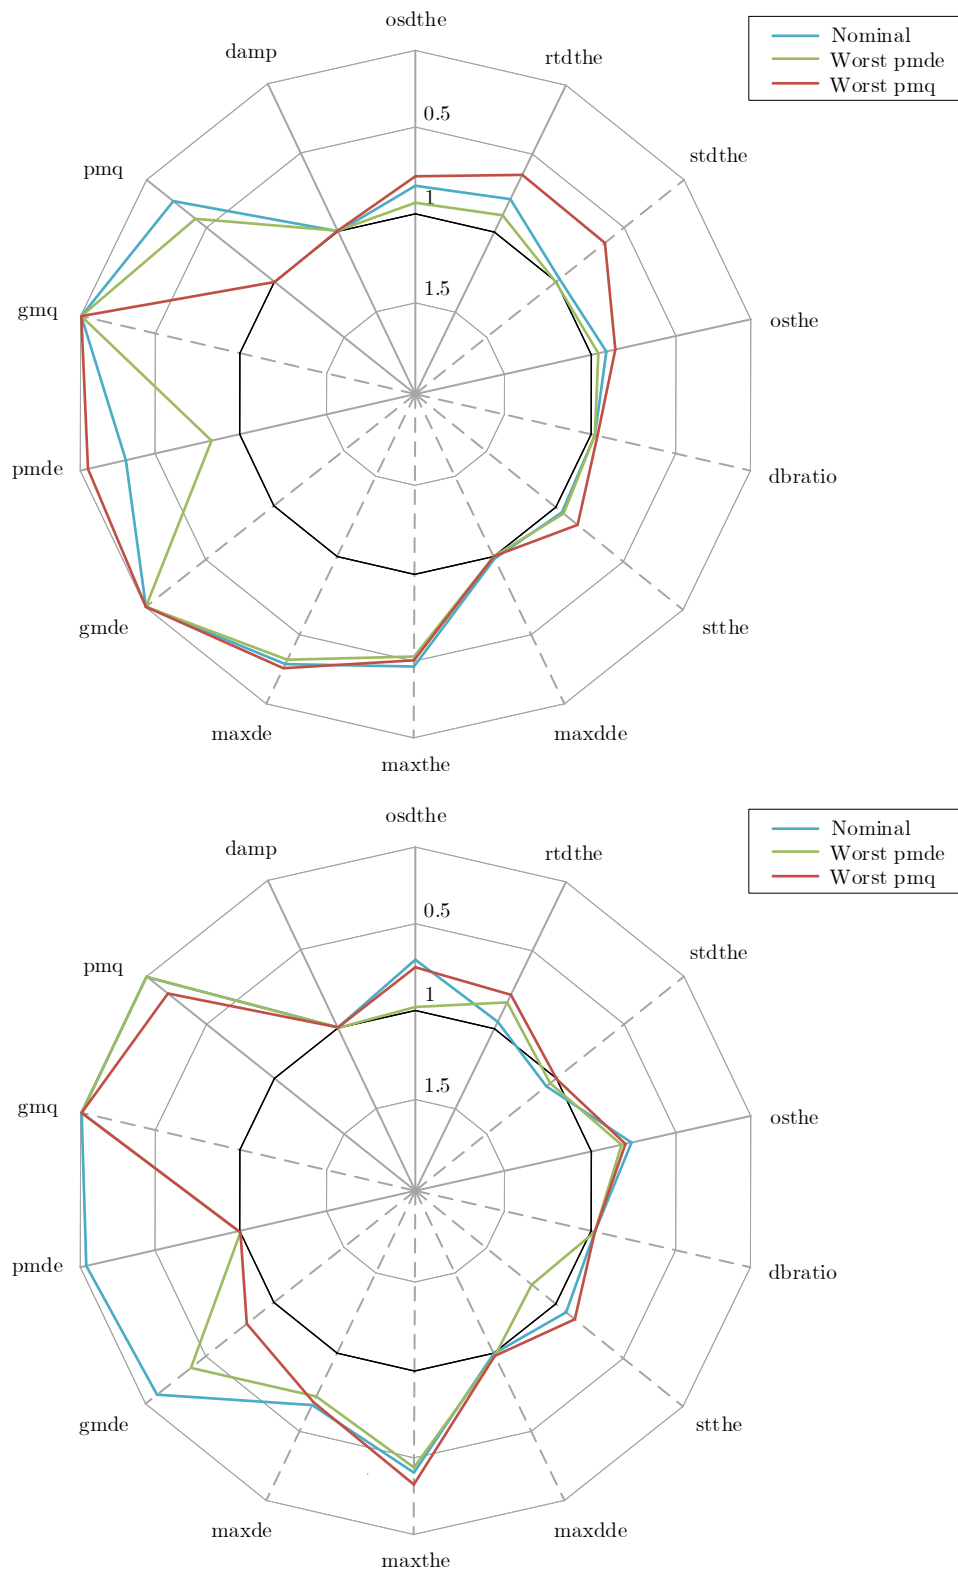 osdthe
Nominal
Worst pmde
Worst pmq
damp
rtdthe
0.5
stdthe
pmq
1
1.5
gmq
osthe
pmde
dbratio
gmde
stthe
maxde
maxdde
maxthe
osdthe
Nominal
Worst pmde
Worst pmq
damp
rtdthe
0.5
stdthe
pmq
1
1.5
gmq
osthe
pmde
dbratio
gmde
stthe
maxde
maxdde
maxthe